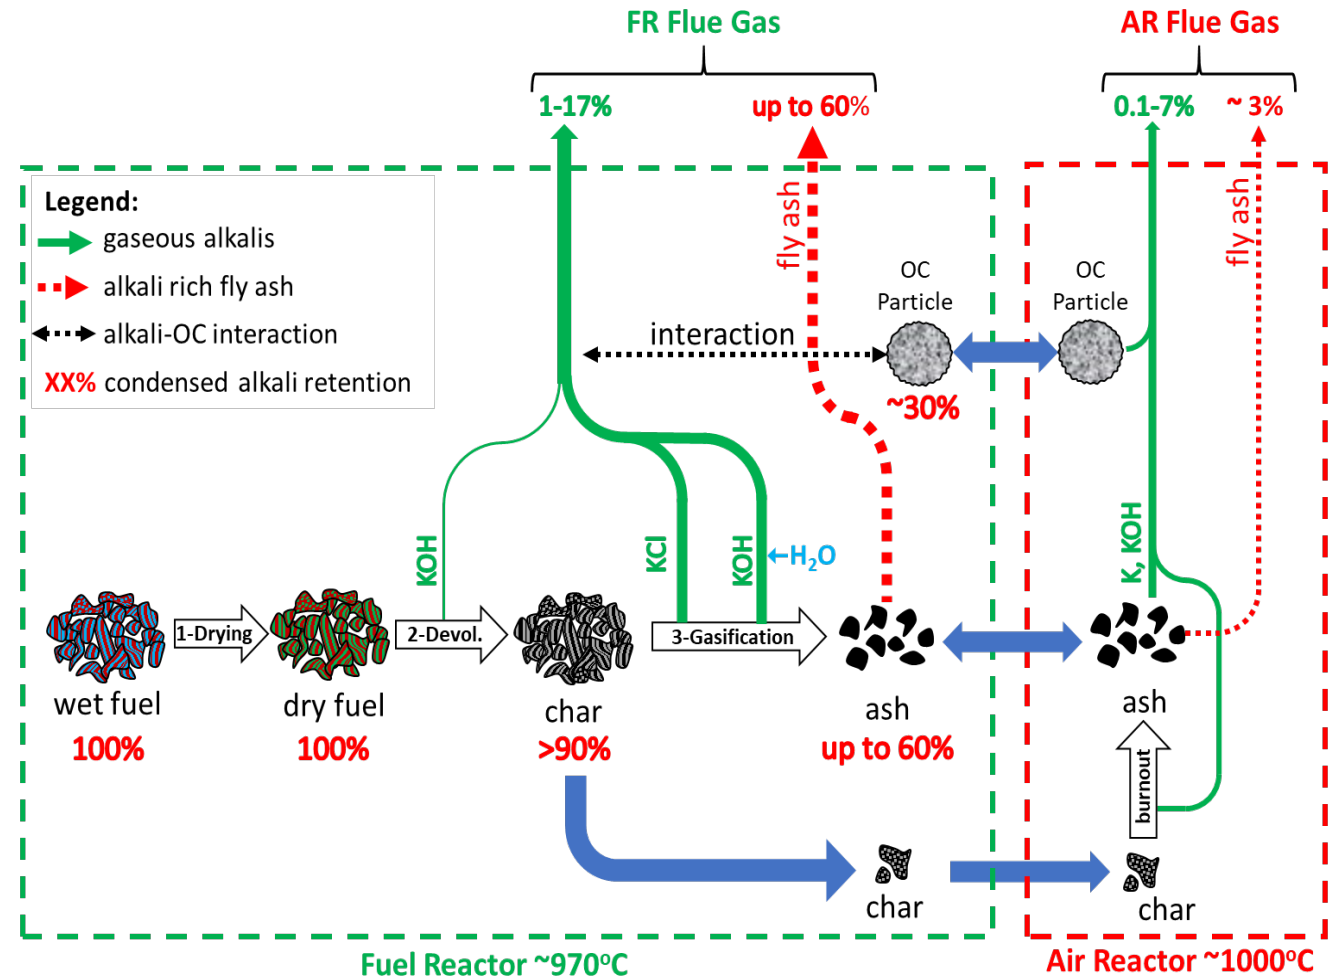 FR Flue Gas
AR Flue Gas
1-17%
up to 60%
0.1-7%
~ 3%
Legend:
gaseous alkalis
alkali rich fly ash
alkali-OC interaction
XX% condensed alkali retention
fly ash
fly ash
OC
Particle
OC
Particle
interaction
~30%
KOH
KCl
KOH
H₂O
K, KOH
1-Drying
2-Devol.
3-Gasification
wet fuel
100%
dry fuel
100%
char
>90%
ash
up to 60%
ash
burnout
char
char
Fuel Reactor ~970°C
Air Reactor ~1000°C